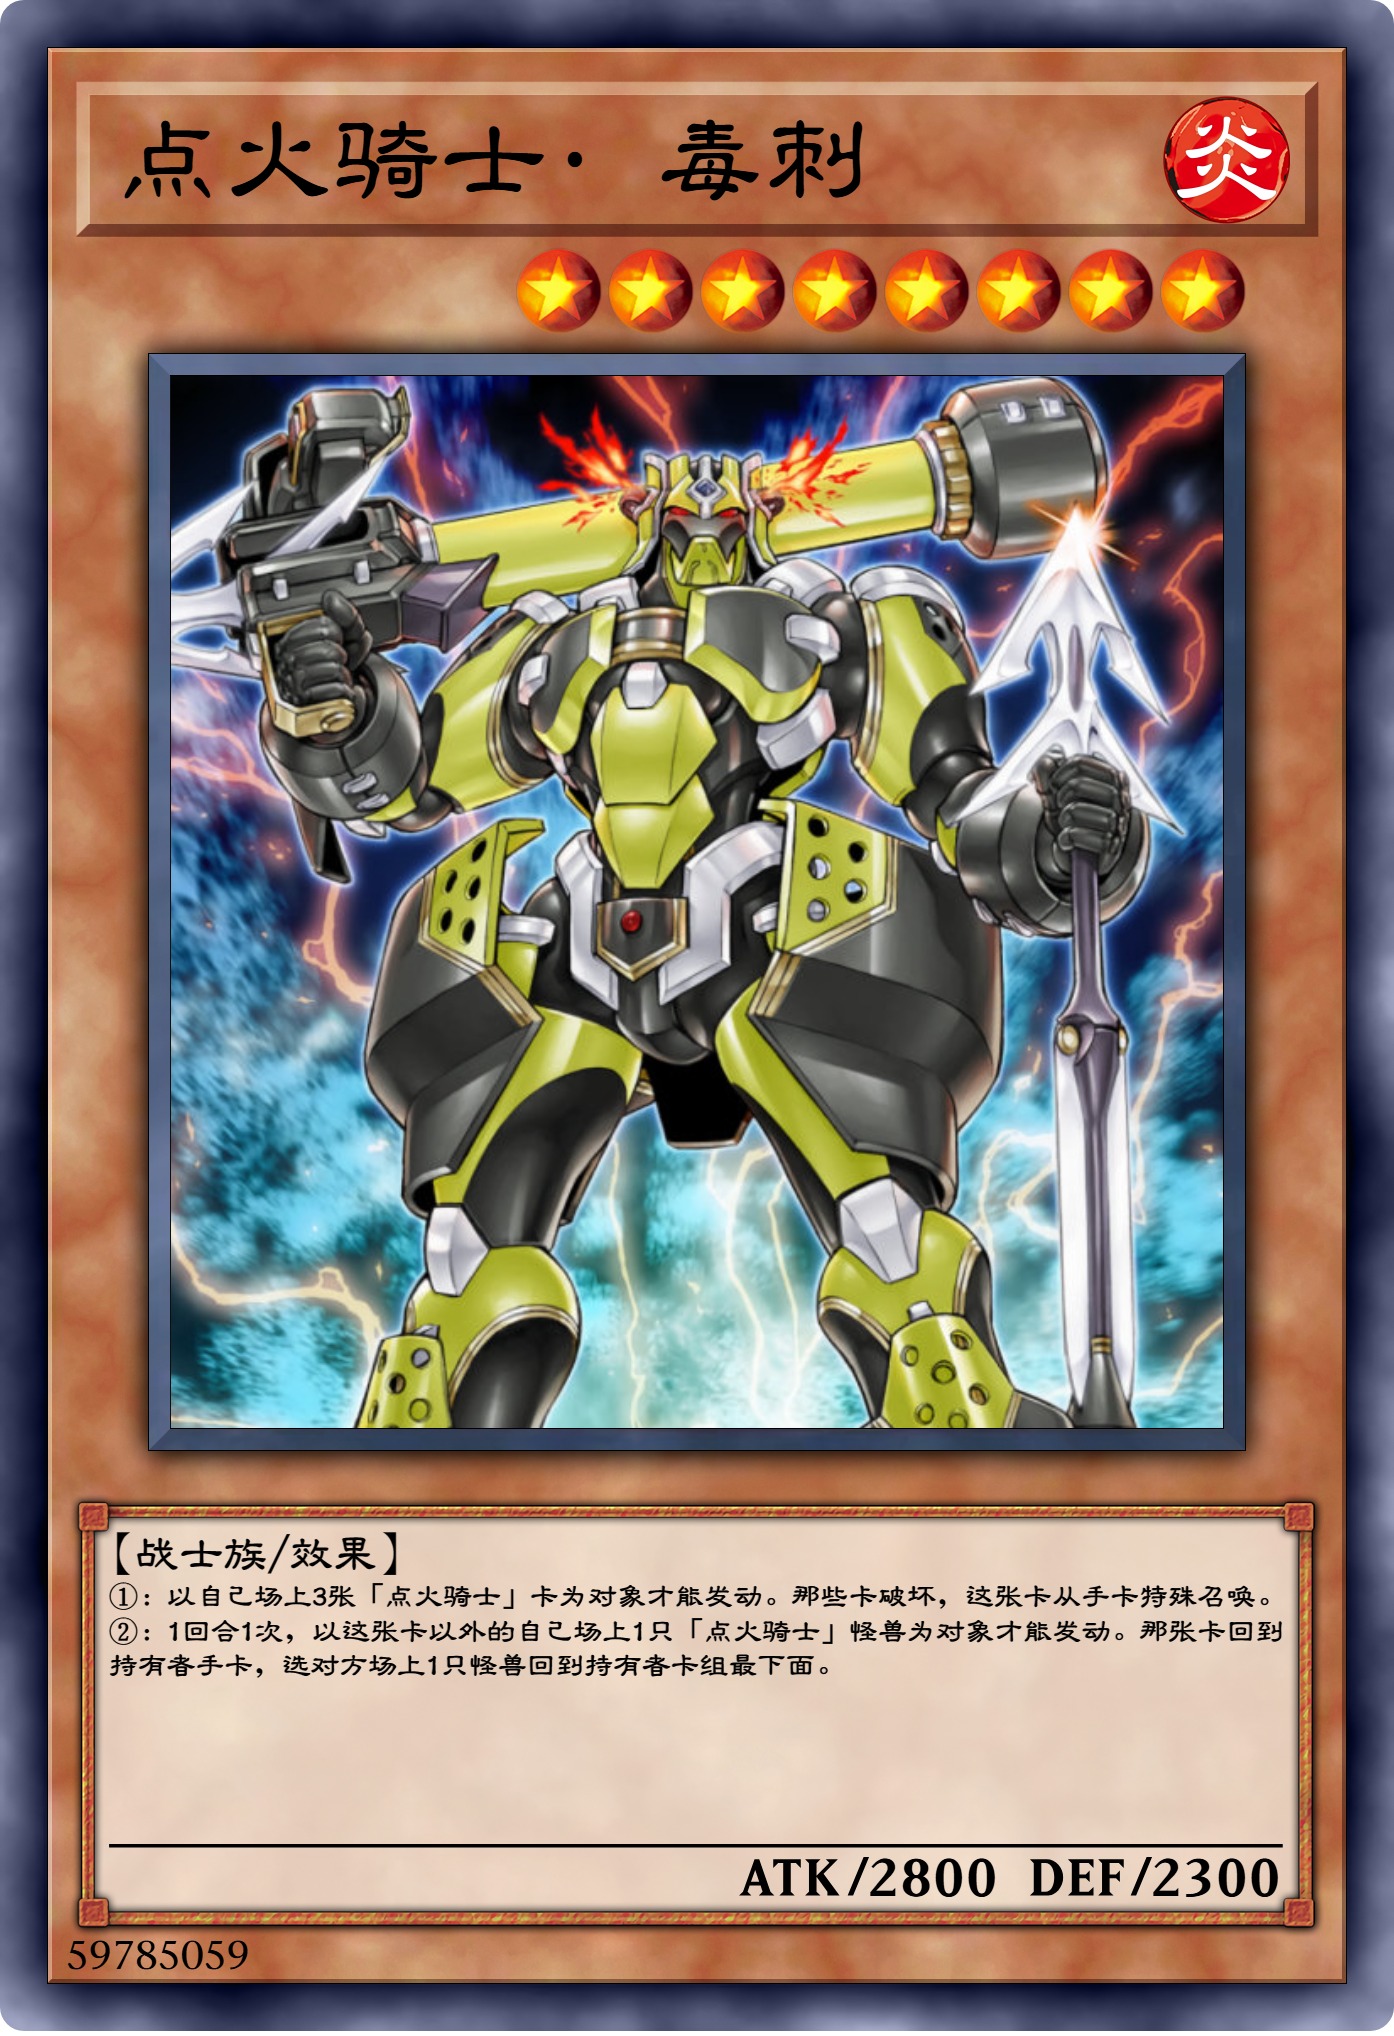 点火骑士·毒刺
炎
【战士族/效果】
①：以自己场上3张「点火骑士」卡为对象才能发动。那些卡破坏，这张卡从手卡特殊召唤。
②：1回合1次，以这张卡以外的自己场上1只「点火骑士」怪兽为对象才能发动。那张卡回到
持有者手卡，选对方场上1只怪兽回到持有者卡组最下面。
ATK/2800 DEF/2300
59785059